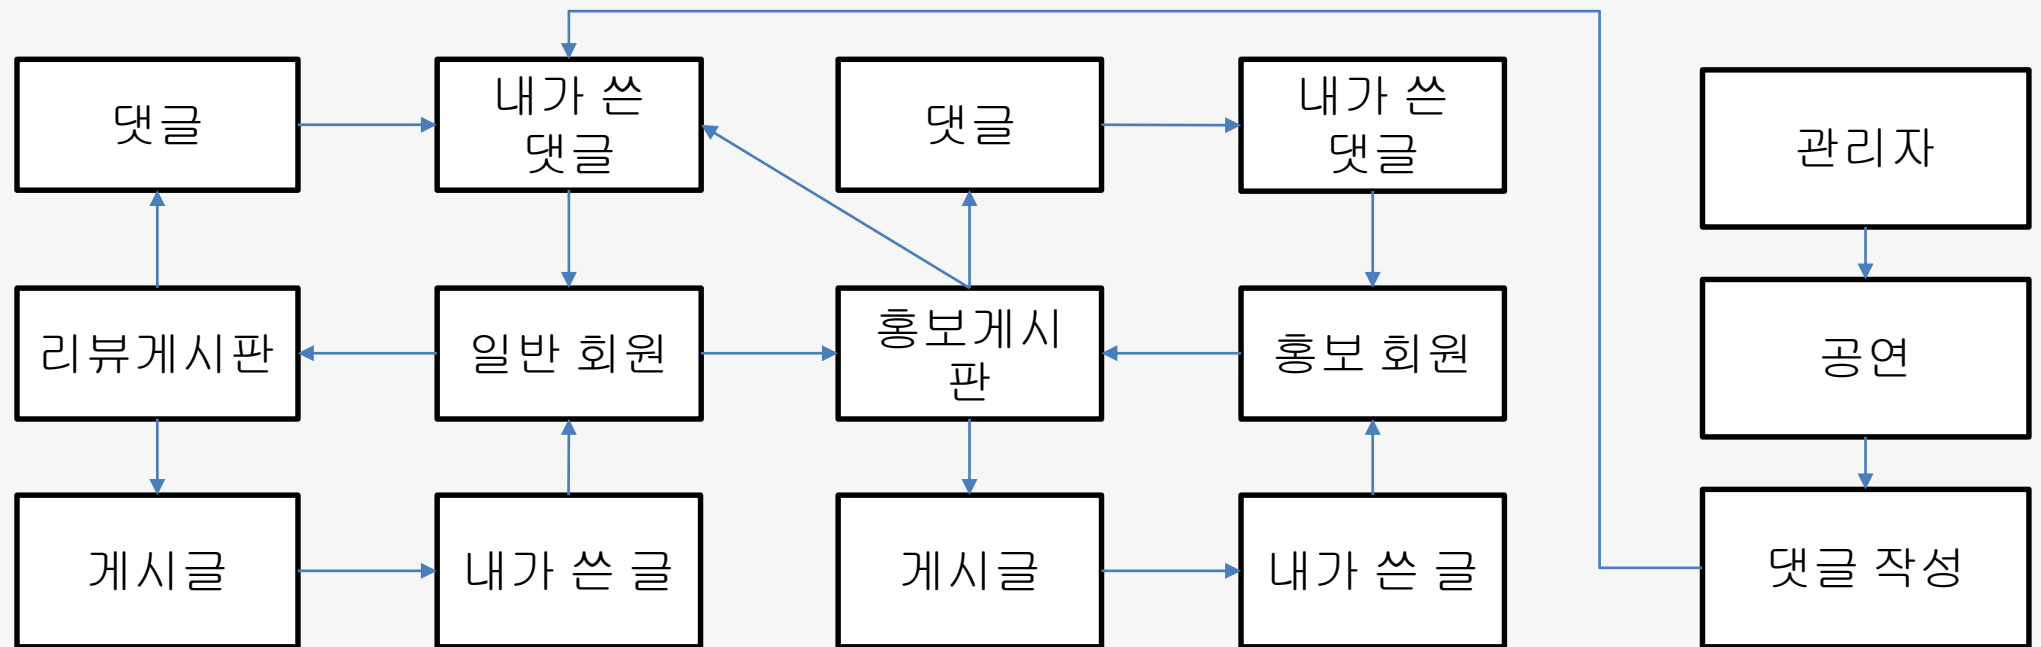 댓글
내가 쓴
댓글
댓글
내가 쓴
댓글
관리자
리뷰게시판
일반 회원
홍보게시
판
홍보 회원
공연
게시글
내가 쓴 글
게시글
내가 쓴 글
댓글 작성